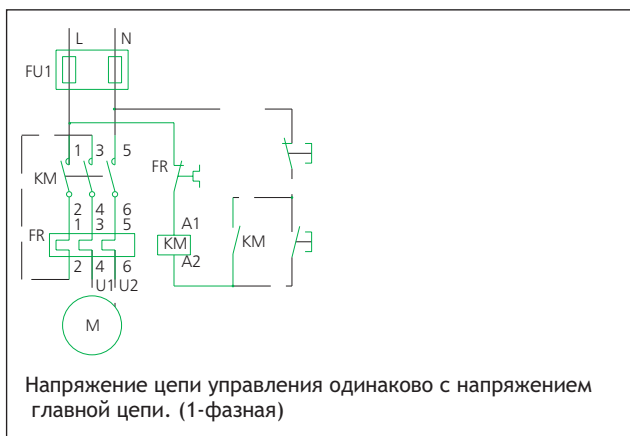 L N
FU1
1 3 5
FR
KM
2 4 6
1 3 5
A1
FR
KM
KM
A2
2 4 6
U1 U2
M
Напряжение цепи управления одинаково с напряжением
главной цепи. (1-фазная)